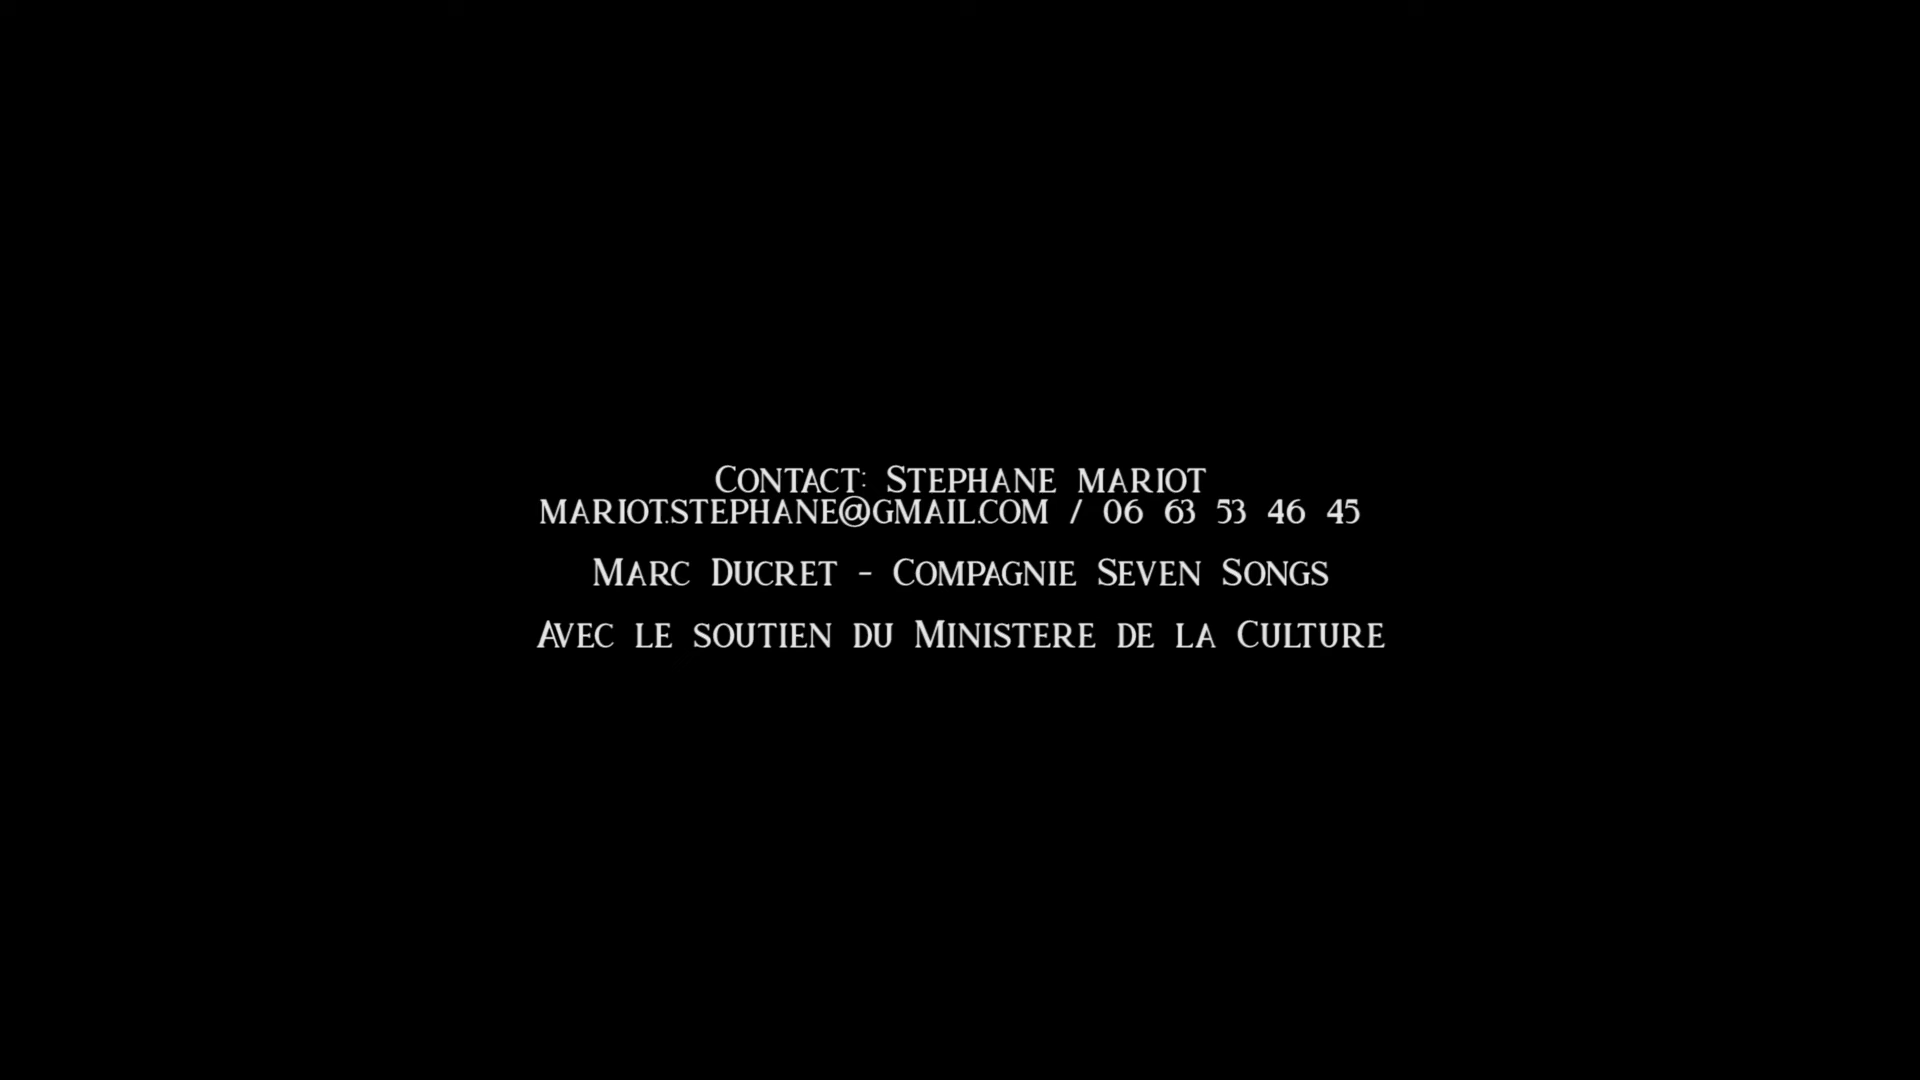 Contact: Stephane mariot
mariot.stephane@gmail.com / 06 63 53 46 45
Marc Ducret - Compagnie Seven Songs
Avec le soutien du Ministere de la Culture